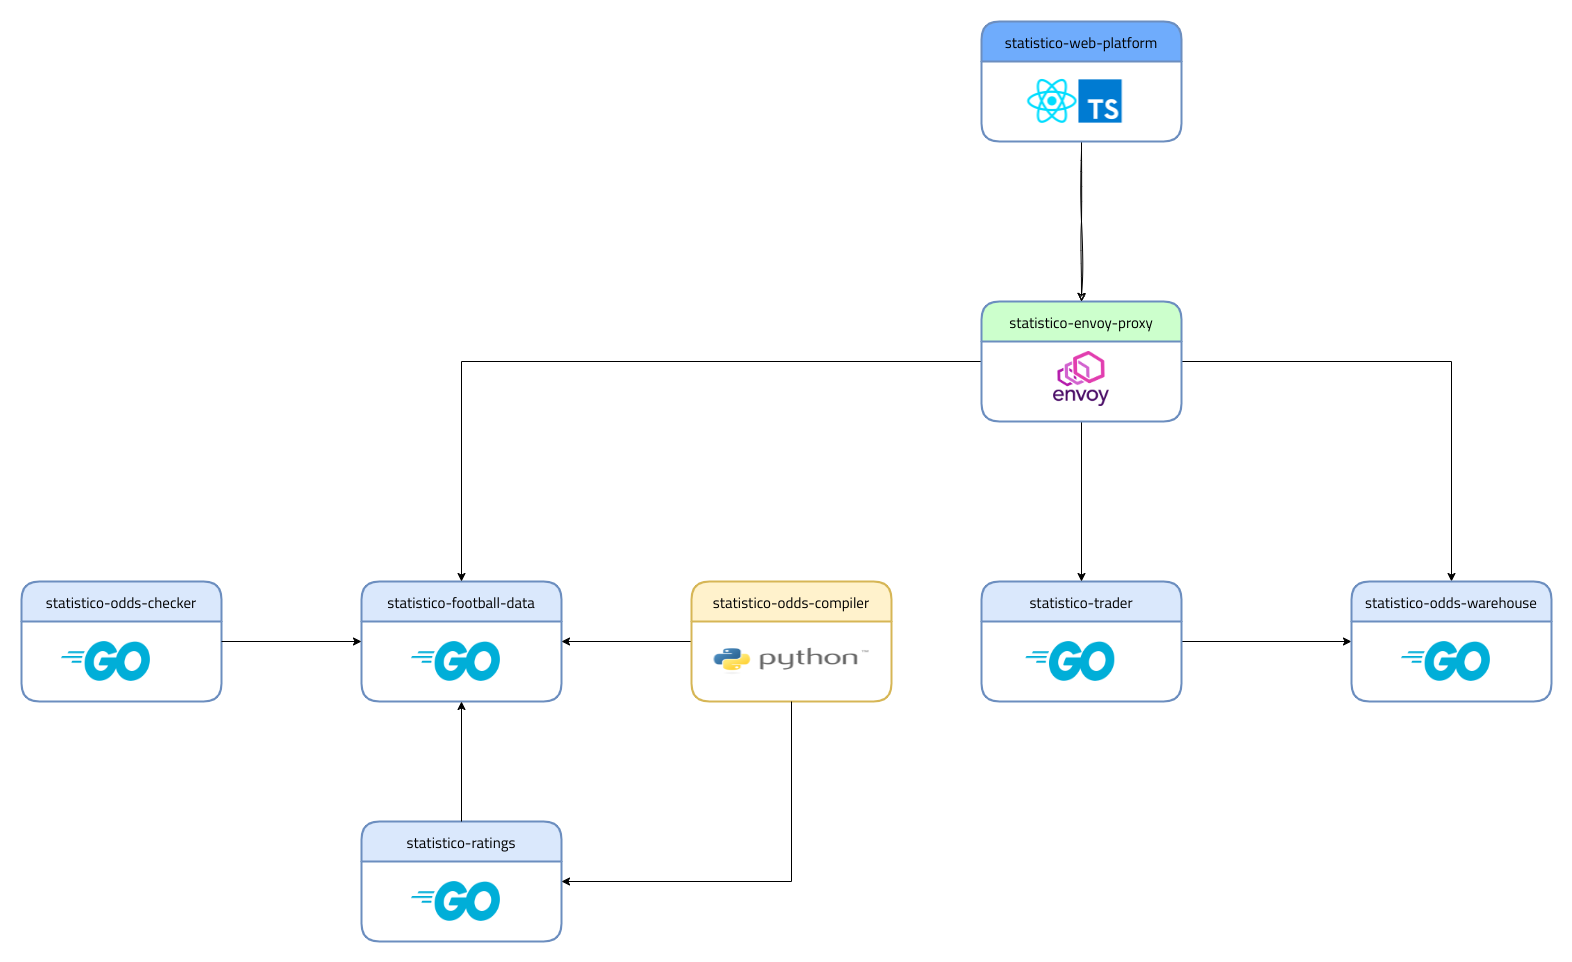 statistico-web-platform
TS
statistico-envoy-proxy
envoy
statistico-odds-checker
GO
statistico-football-data
GO
statistico-odds-compiler
python™
statistico-trader
GO
statistico-odds-warehouse
GO
statistico-ratings
GO